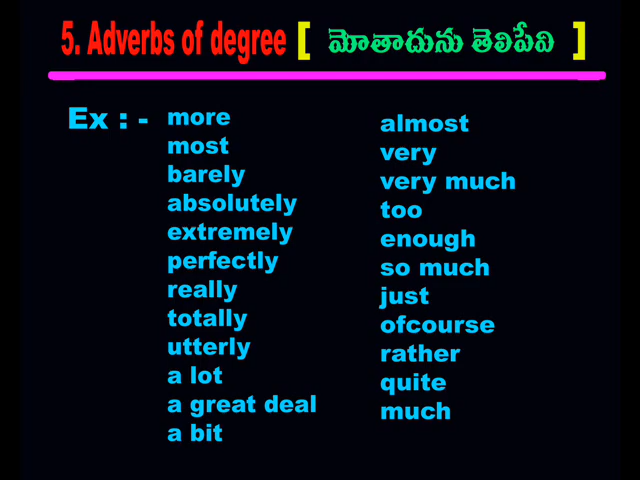 5. Adverbs of degree [ మోతాదును తెలిపేవి ]
Ex : -
more
most
barely
absolutely
extremely
perfectly
really
totally
utterly
a lot
a great deal
a bit
almost
very
very much
too
enough
so much
just
ofcourse
rather
quite
much